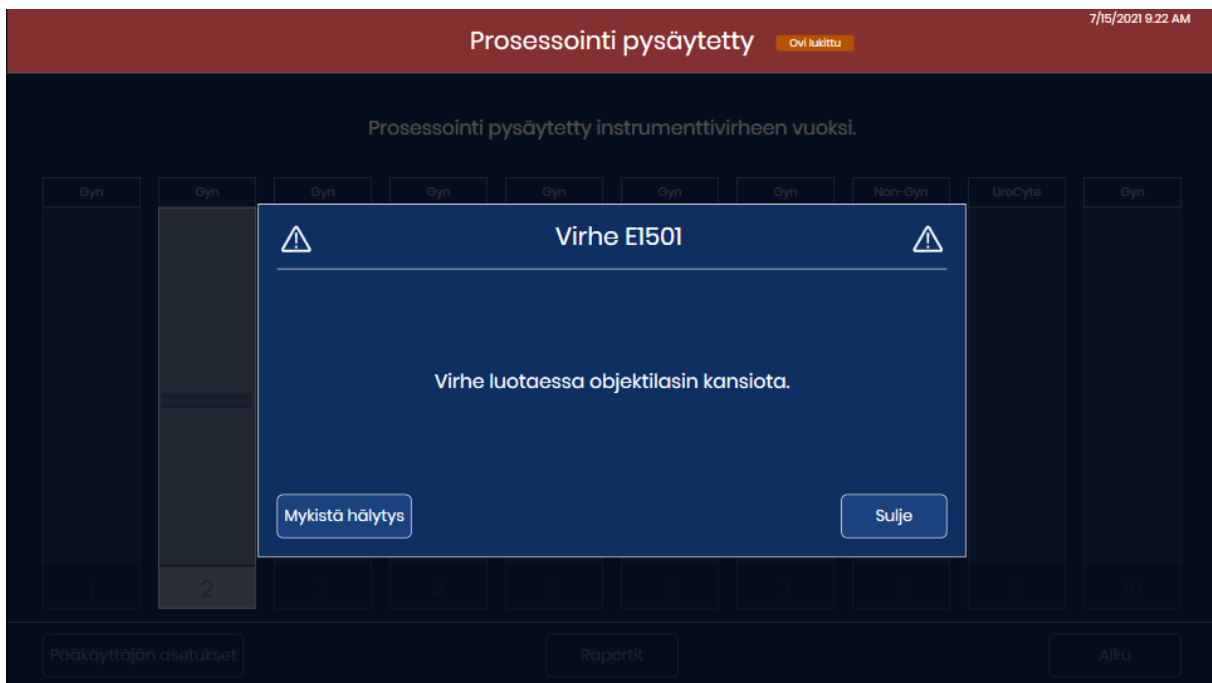 7/15/2021 9.22 AM
Prosessointi pysäytetty Ovi lukittu
Prosessointi pysäytetty instrumenttivirheen vuoksi.
Gyn Gyn Gyn Gyn Gyn Gyn Gyn Non-Gyn UroCyte Gyn
Virhe E1501
Virhe luotaessa objektilasin kansiota.
Mykistä hälytys Sulje
1 2 3 4 5 6 7 8 9 10
Pääkäyttäjän asetukset Raportit Alku